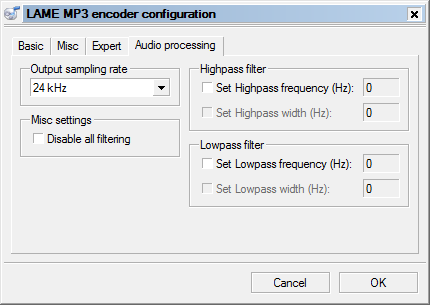 LAME MP3 encoder configuration
Basic Misc Expert Audio processing
Output sampling rate
24 kHz
Misc settings
Disable all filtering
Highpass filter
Set Highpass frequency (Hz): 0
Set Highpass width (Hz): 0
Lowpass filter
Set Lowpass frequency (Hz): 0
Set Lowpass width (Hz): 0
Cancel OK